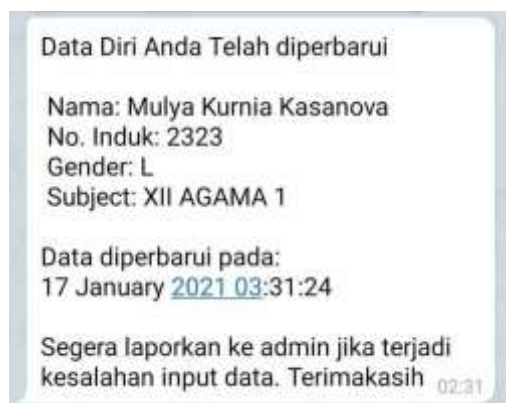 Data Diri Anda Telah diperbarui
Nama: Mulya Kurnia Kasanova
No. Induk: 2323
Gender: L
Subject: XII AGAMA 1
Data diperbarui pada:
17 January 2021 03:31:24
Segera laporkan ke admin jika terjadi
kesalahan input data. Terimakasih 02:31